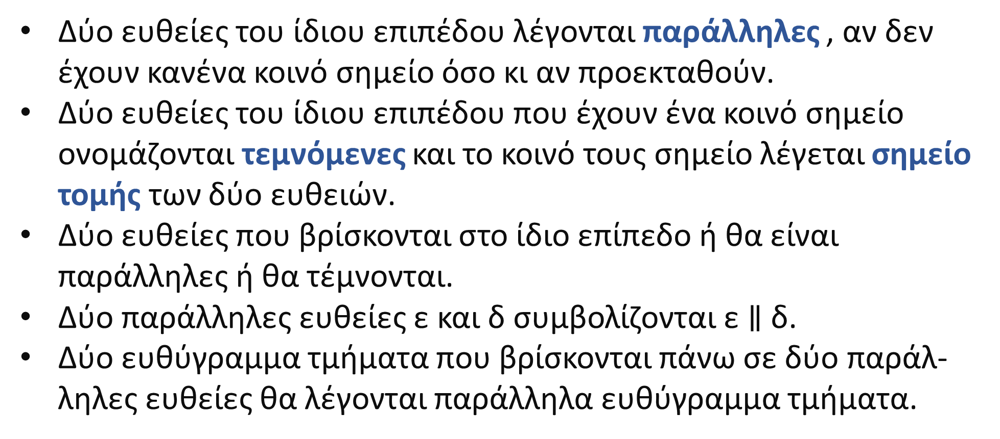 • Δύο ευθείες του ίδιου επιπέδου λέγονται παράλληλες , αν δεν
έχουν κανένα κοινό σημείο όσο κι αν προεκταθούν.
• Δύο ευθείες του ίδιου επιπέδου που έχουν ένα κοινό σημείο
ονομάζονται τεμνόμενες και το κοινό τους σημείο λέγεται σημείο
τομής των δύο ευθειών.
• Δύο ευθείες που βρίσκονται στο ίδιο επίπεδο ή θα είναι
παράλληλες ή θα τέμνονται.
• Δύο παράλληλες ευθείες ε και δ συμβολίζονται ε ∥ δ.
• Δύο ευθύγραμμα τμήματα που βρίσκονται πάνω σε δύο παράλ-
ληλες ευθείες θα λέγονται παράλληλα ευθύγραμμα τμήματα.